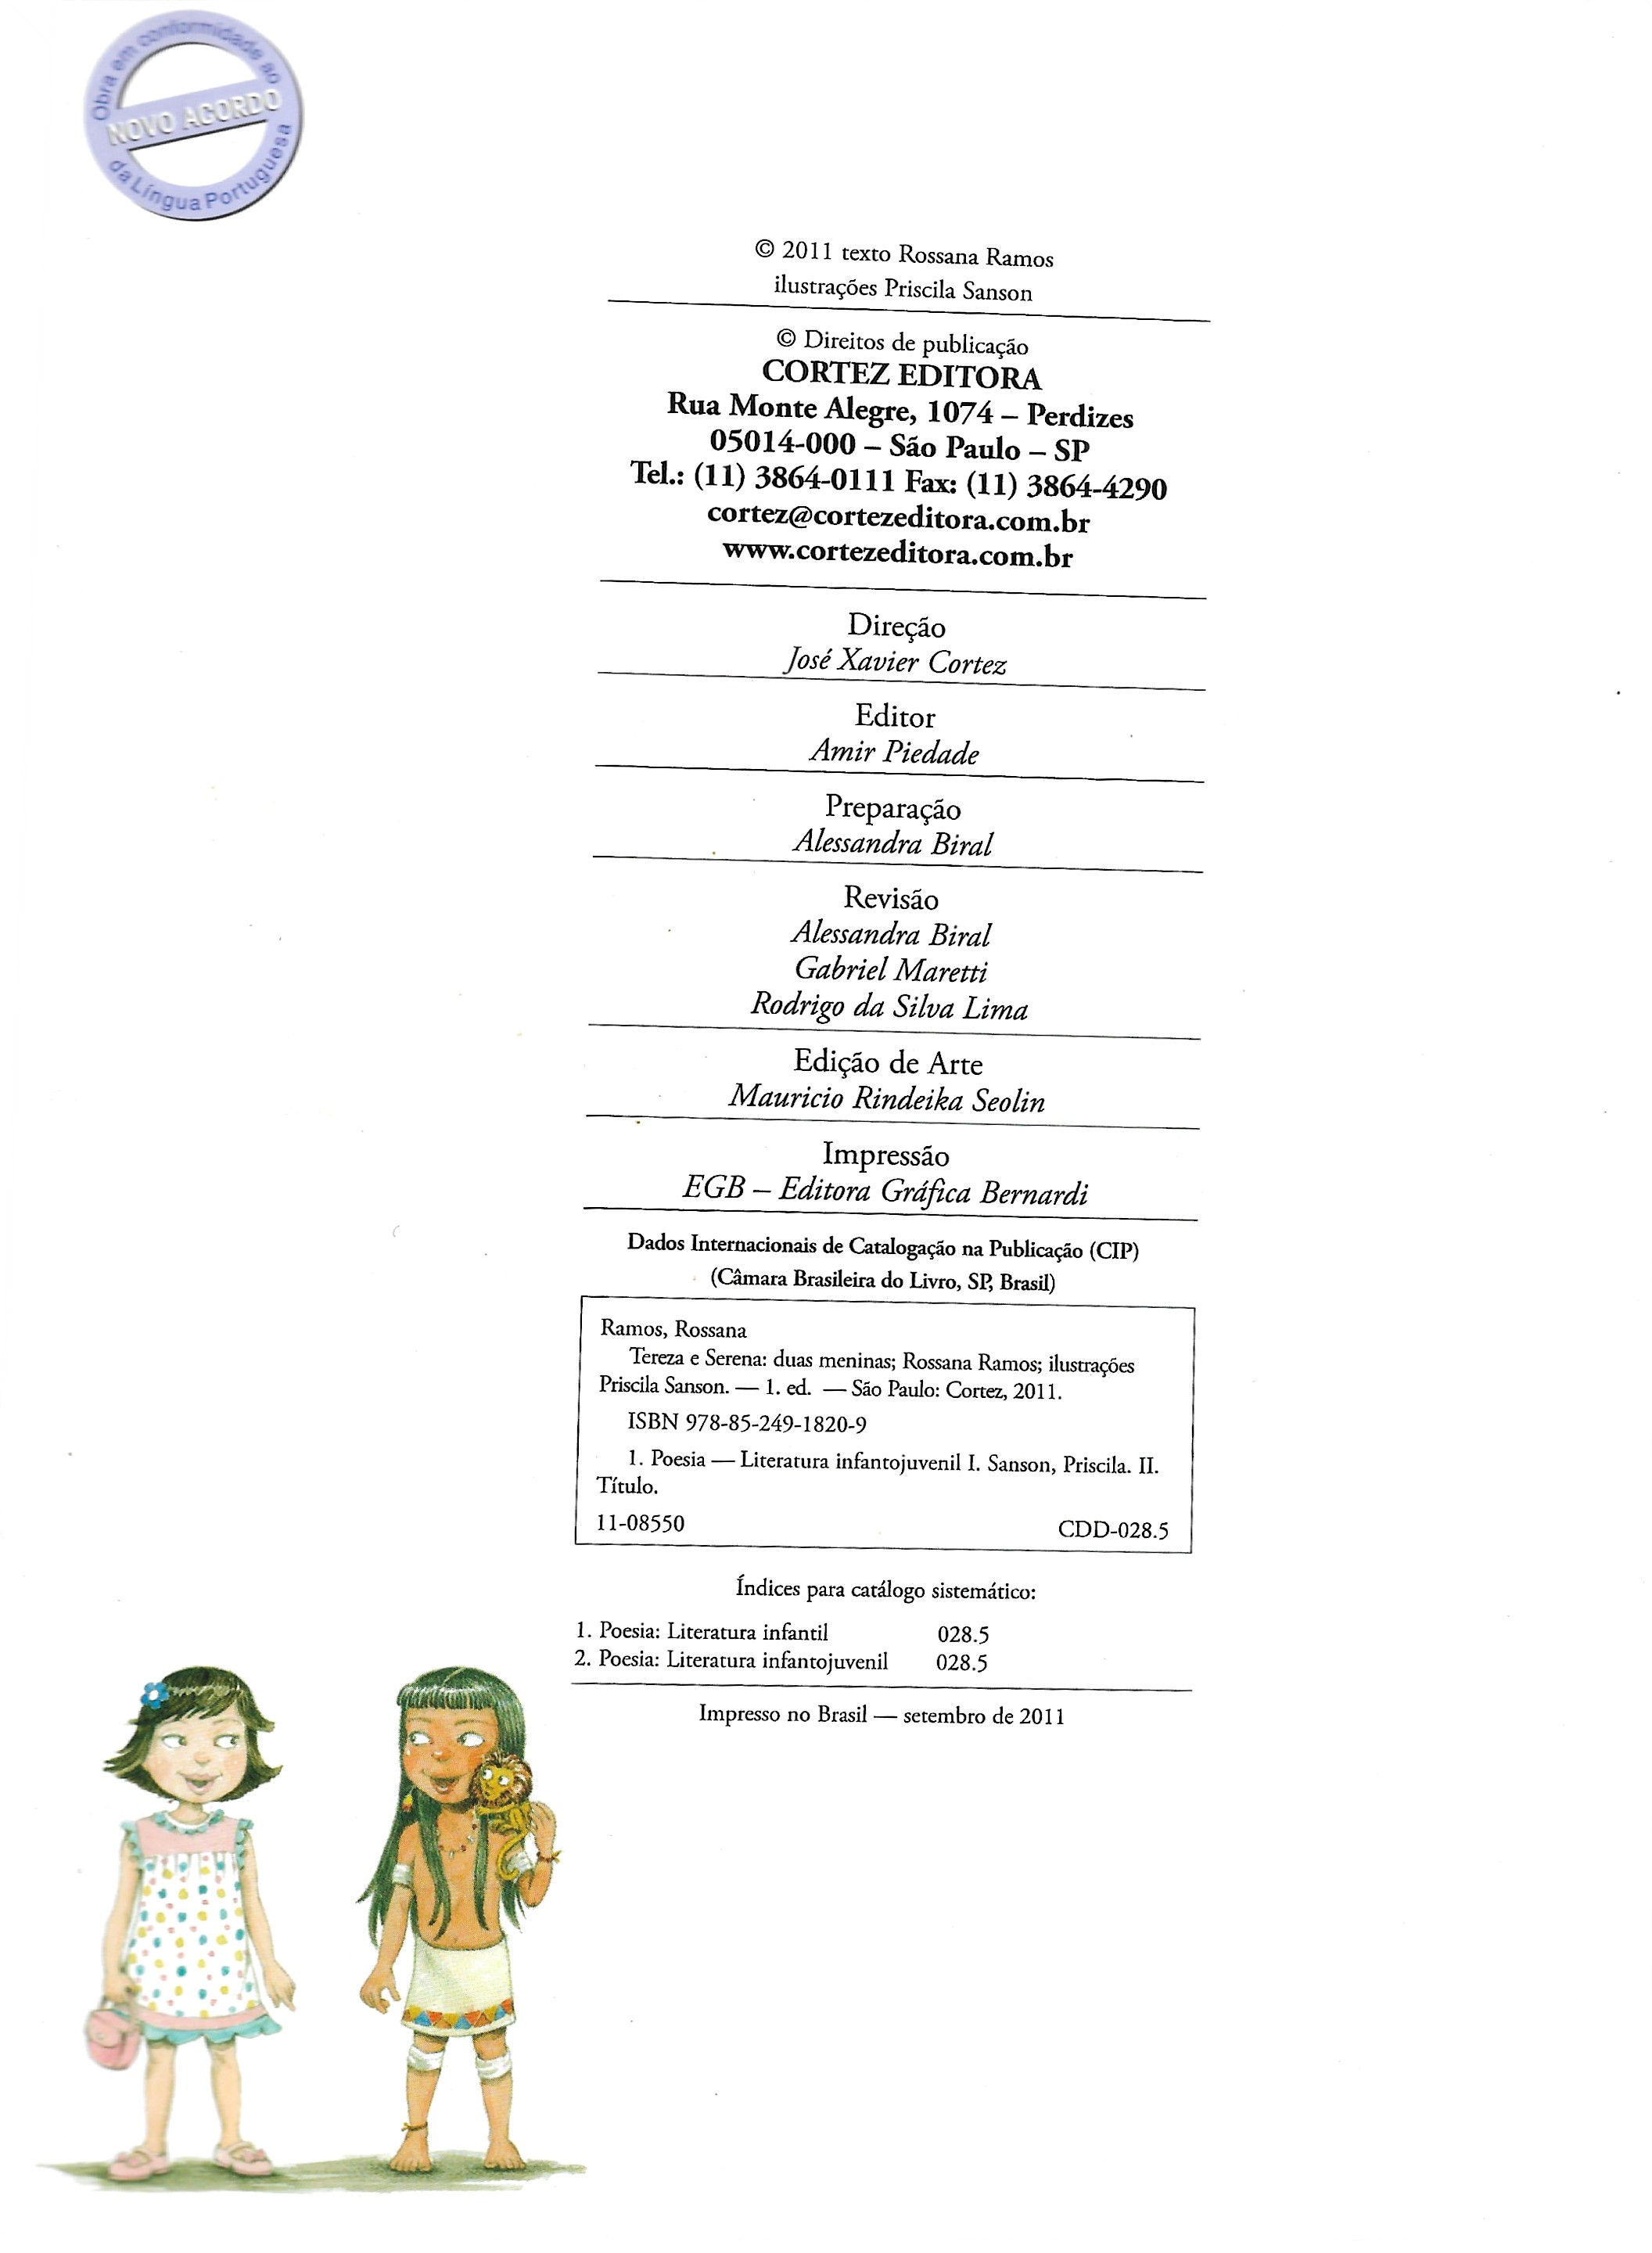 Obra em conformidade ao
NOVO ACORDO
da Língua Portuguesa
© 2011 texto Rossana Ramos
ilustrações Priscila Sanson
© Direitos de publicação
CORTEZ EDITORA
Rua Monte Alegre, 1074 – Perdizes
05014-000 – São Paulo – SP
Tel.: (11) 3864-0111 Fax: (11) 3864-4290
cortez@cortezeditora.com.br
www.cortezeditora.com.br
Direção
José Xavier Cortez
Editor
Amir Piedade
Preparação
Alessandra Biral
Revisão
Alessandra Biral
Gabriel Maretti
Rodrigo da Silva Lima
Edição de Arte
Mauricio Rindeika Seolin
Impressão
EGB – Editora Gráfica Bernardi
Dados Internacionais de Catalogação na Publicação (CIP)
(Câmara Brasileira do Livro, SP, Brasil)
Ramos, Rossana
Tereza e Serena: duas meninas; Rossana Ramos; ilustrações
Priscila Sanson. — 1. ed. — São Paulo: Cortez, 2011.
ISBN 978-85-249-1820-9
1. Poesia — Literatura infantojuvenil I. Sanson, Priscila. II.
Título.
11-08550 CDD-028.5
Índices para catálogo sistemático:
1. Poesia: Literatura infantil 028.5
2. Poesia: Literatura infantojuvenil 028.5
Impresso no Brasil — setembro de 2011